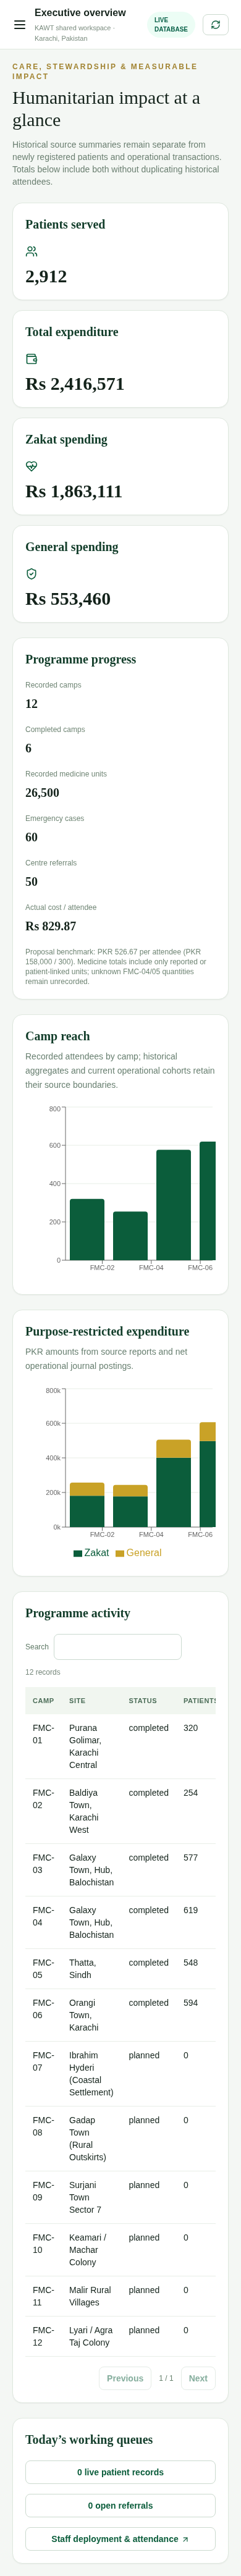 Executive overview
KAWT shared workspace ·
Karachi, Pakistan
LIVE
DATABASE
CARE, STEWARDSHIP & MEASURABLE
IMPACT
Humanitarian impact at a
glance
Historical source summaries remain separate from
newly registered patients and operational transactions.
Totals below include both without duplicating historical
attendees.
Patients served
2,912
Total expenditure
Rs 2,416,571
Zakat spending
Rs 1,863,111
General spending
Rs 553,460
Programme progress
Recorded camps
12
Completed camps
6
Recorded medicine units
26,500
Emergency cases
60
Centre referrals
50
Actual cost / attendee
Rs 829.87
Proposal benchmark: PKR 526.67 per attendee (PKR
158,000 / 300). Medicine totals include only reported or
patient-linked units; unknown FMC-04/05 quantities
remain unrecorded.
Camp reach
Recorded attendees by camp; historical
aggregates and current operational cohorts retain
their source boundaries.
800
600
400
200
0
FMC-02 FMC-04 FMC-06
Purpose-restricted expenditure
PKR amounts from source reports and net
operational journal postings.
800k
600k
400k
200k
0k
FMC-02 FMC-04 FMC-06
Zakat General
Programme activity
Search
12 records
CAMP SITE STATUS PATIENTS
FMC-
01
Purana
Golimar,
Karachi
Central
completed 320
FMC-
02
Baldiya
Town,
Karachi
West
completed 254
FMC-
03
Galaxy
Town, Hub,
Balochistan
completed 577
FMC-
04
Galaxy
Town, Hub,
Balochistan
completed 619
FMC-
05
Thatta,
Sindh
completed 548
FMC-
06
Orangi
Town,
Karachi
completed 594
FMC-
07
Ibrahim
Hyderi
(Coastal
Settlement)
planned 0
FMC-
08
Gadap
Town
(Rural
Outskirts)
planned 0
FMC-
09
Surjani
Town
Sector 7
planned 0
FMC-
10
Keamari /
Machar
Colony
planned 0
FMC-
11
Malir Rural
Villages
planned 0
FMC-
12
Lyari / Agra
Taj Colony
planned 0
Previous 1 / 1 Next
Today’s working queues
0 live patient records
0 open referrals
Staff deployment & attendance